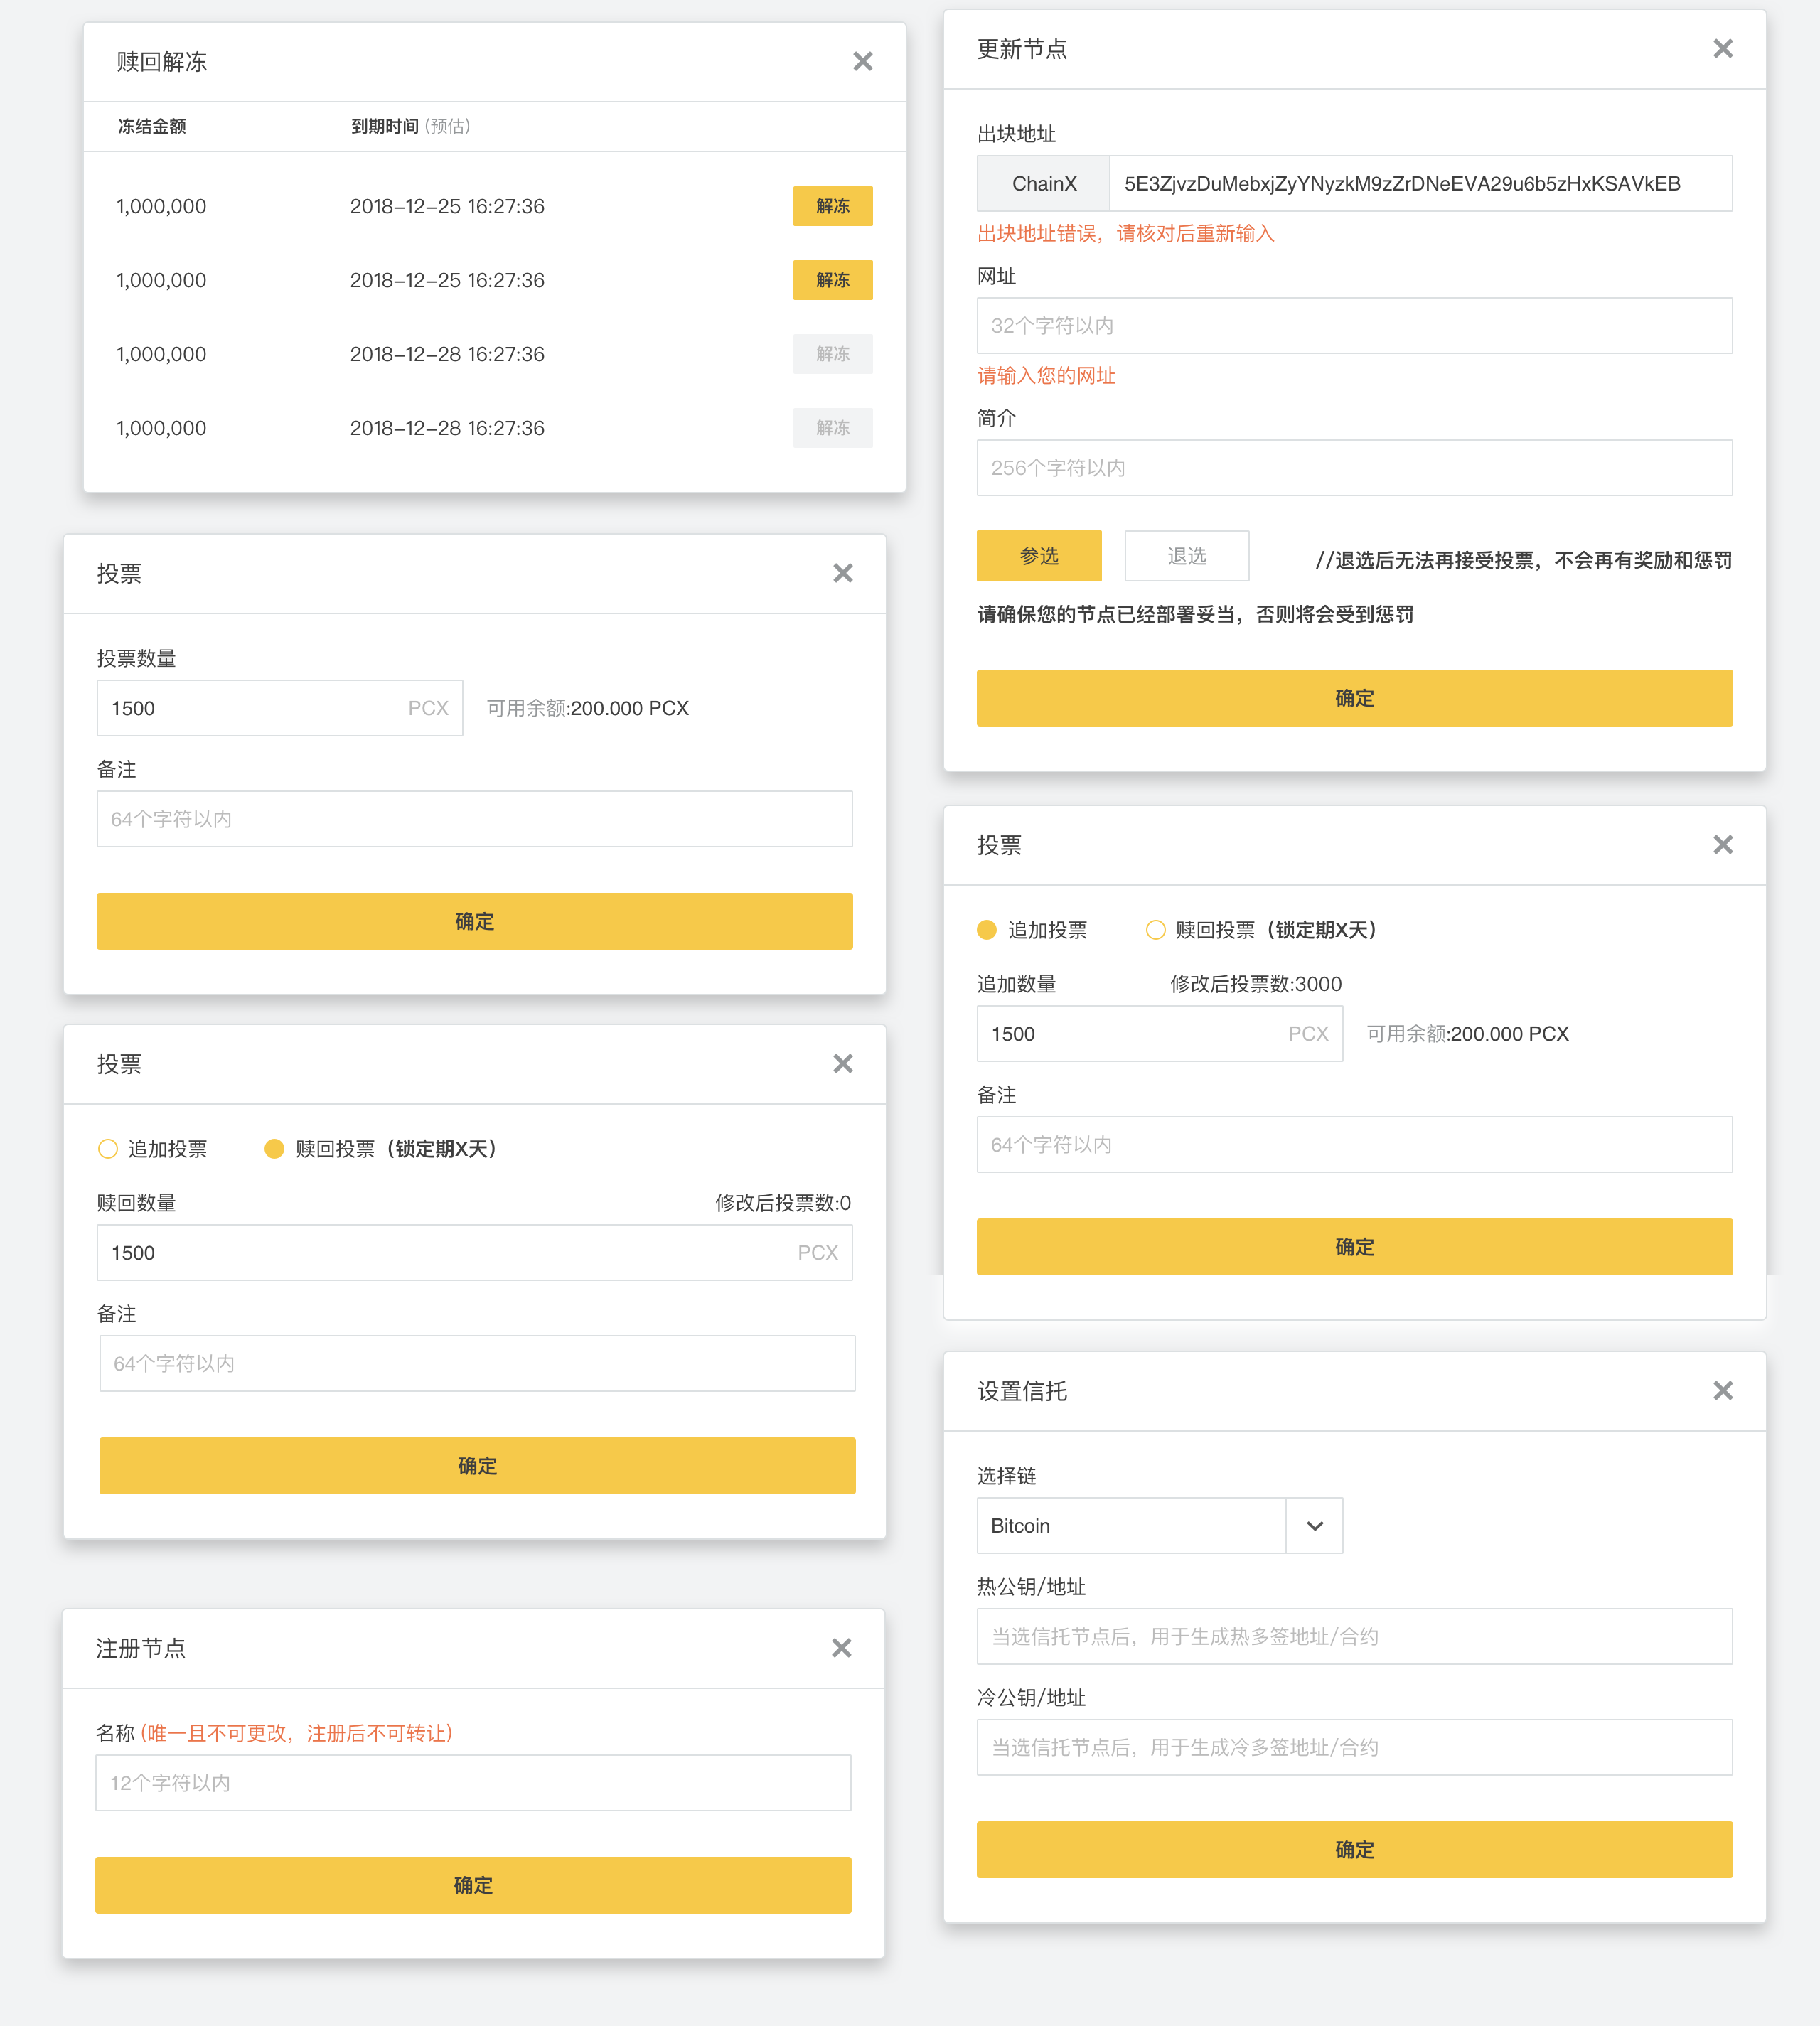 赎回解冻
冻结金额 到期时间 (预估)
1,000,000 2018-12-25 16:27:36 解冻
1,000,000 2018-12-25 16:27:36 解冻
1,000,000 2018-12-28 16:27:36 解冻
1,000,000 2018-12-28 16:27:36 解冻
投票
投票数量
1500 PCX 可用余额:200.000 PCX
备注
64个字符以内
确定
投票
追加投票 赎回投票（锁定期X天）
赎回数量 修改后投票数:0
1500 PCX
备注
64个字符以内
确定
注册节点
名称 (唯一且不可更改，注册后不可转让)
12个字符以内
确定
更新节点
出块地址
ChainX 5E3ZjvzDuMebxjZyYNyzkM9zZrDNeEVA29u6b5zHxKSAVkEB
出块地址错误，请核对后重新输入
网址
32个字符以内
请输入您的网址
简介
256个字符以内
参选 退选 //退选后无法再接受投票，不会再有奖励和惩罚
请确保您的节点已经部署妥当，否则将会受到惩罚
确定
投票
追加投票 赎回投票（锁定期X天）
追加数量 修改后投票数:3000
1500 PCX 可用余额:200.000 PCX
备注
64个字符以内
确定
设置信托
选择链
Bitcoin
热公钥/地址
当选信托节点后，用于生成热多签地址/合约
冷公钥/地址
当选信托节点后，用于生成冷多签地址/合约
确定